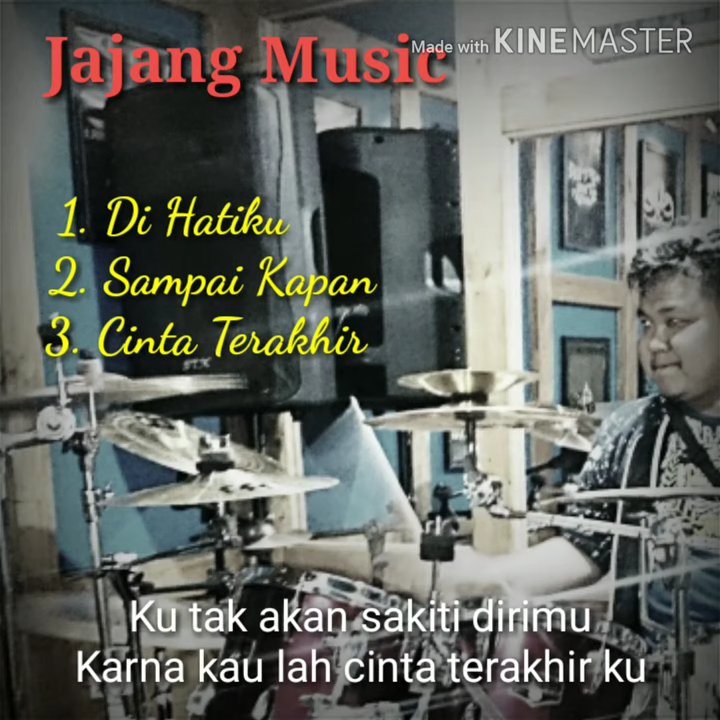 Jajang Music
Made with KINEMASTER
1. Di Hatiku
2. Sampai Kapan
3. Cinta Terakhir
Ku tak akan sakiti dirimu
Karna kau lah cinta terakhir ku